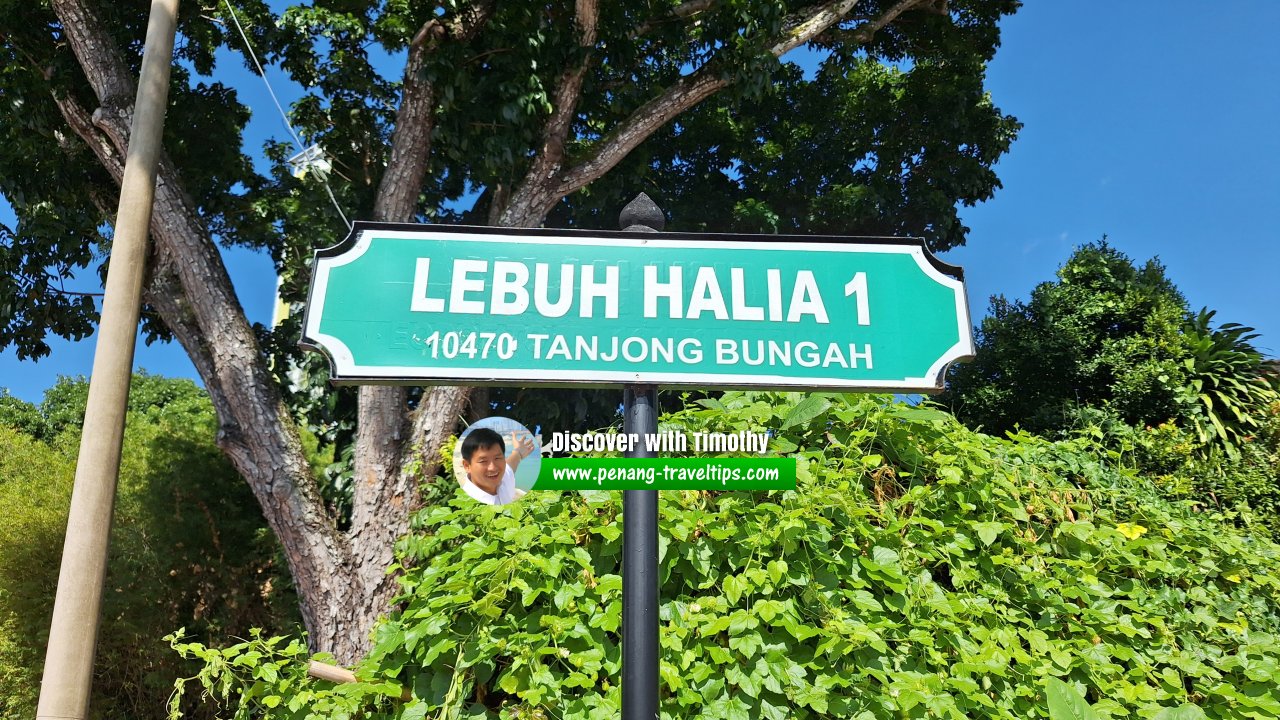 LEBUH HALIA 1
10470 TANJONG BUNGAH
Discover with Timothy
www.penang-traveltips.com